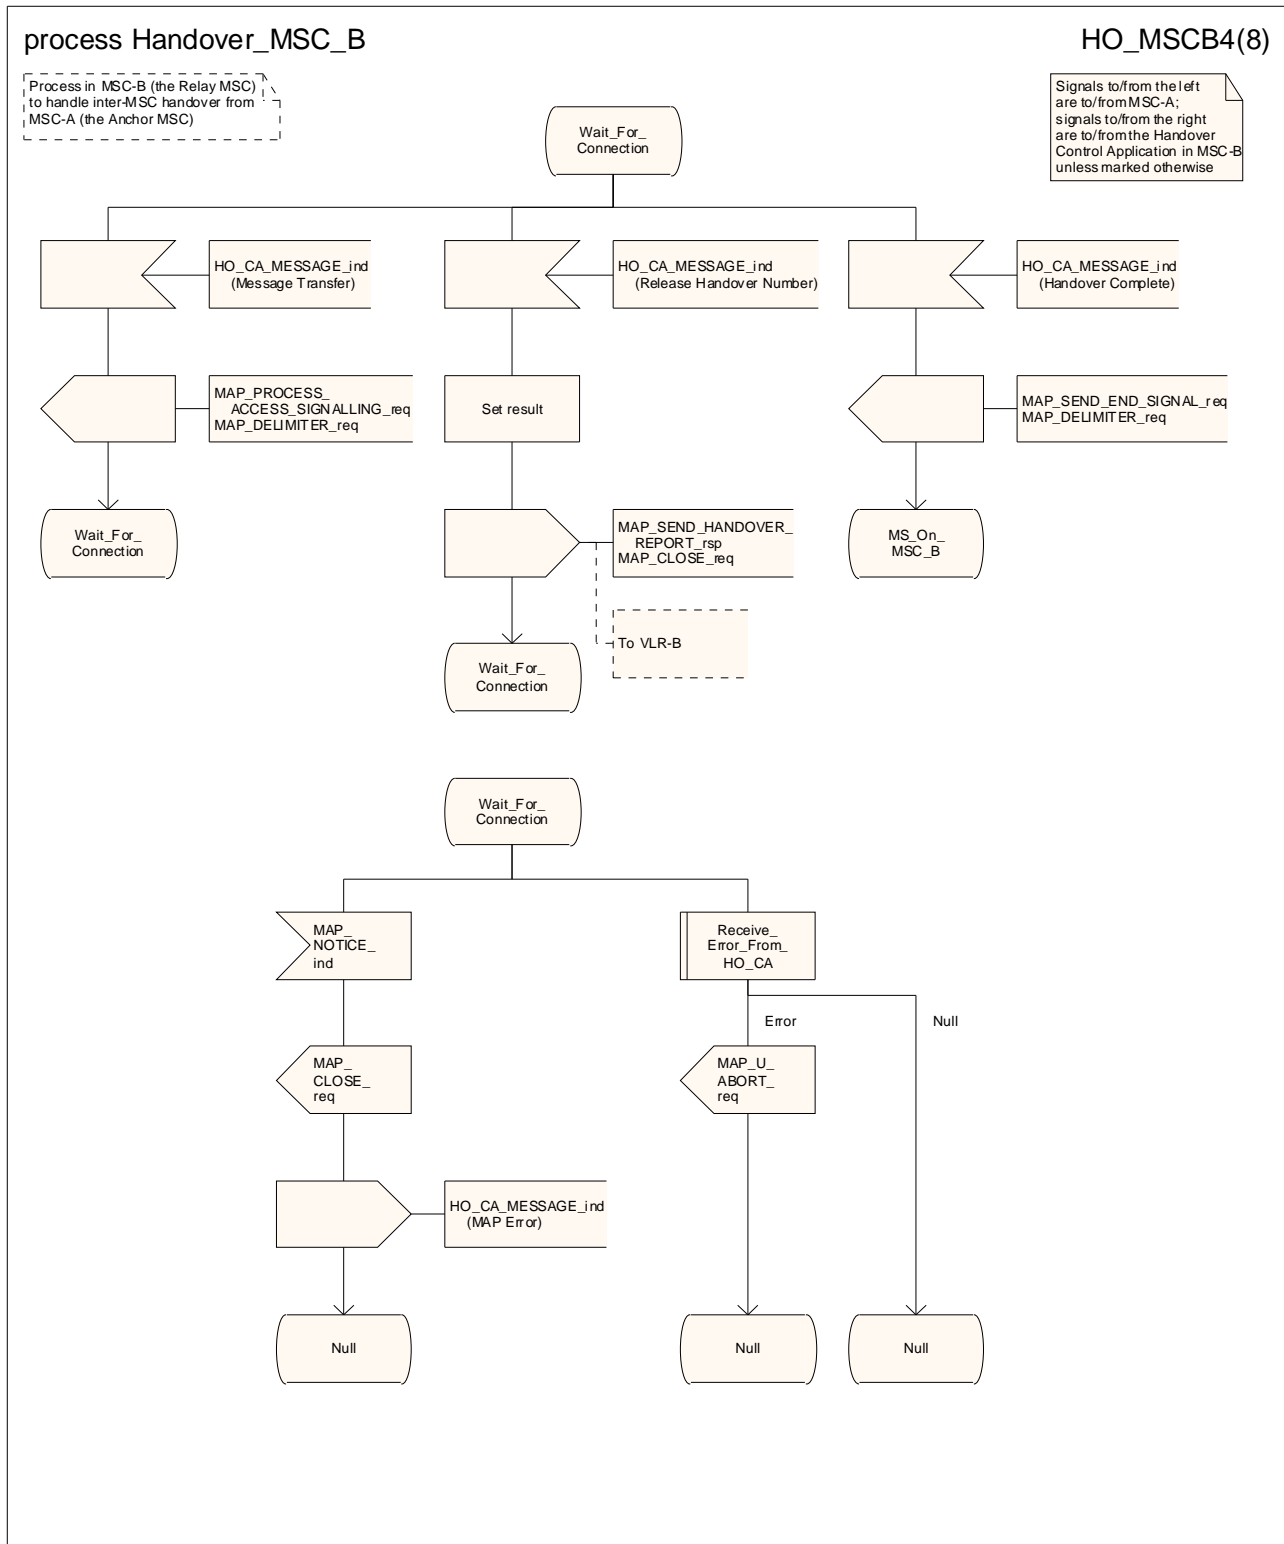 process Handover_MSC_B
HO_MSCB4(8)
Process in MSC-B (the Relay MSC)
to handle inter-MSC handover from
MSC-A (the Anchor MSC)
Signals to/from the left
are to/from MSC-A;
signals to/from the right
are to/from the Handover
Control Application in MSC-B
unless marked otherwise
Wait_For_
Connection
HO_CA_MESSAGE_ind
(Message Transfer)
HO_CA_MESSAGE_ind
(Release Handover Number)
HO_CA_MESSAGE_ind
(Handover Complete)
MAP_PROCESS_
ACCESS_SIGNALLING_req
MAP_DELIMITER_req
Set result
MAP_SEND_END_SIGNAL_req
MAP_DELIMITER_req
Wait_For_
Connection
MAP_SEND_HANDOVER_
REPORT_rsp
MAP_CLOSE_req
MS_On_
MSC_B
To VLR-B
Wait_For_
Connection
Wait_For_
Connection
MAP_
NOTICE_
ind
Receive_
Error_From_
HO_CA
Error
Null
MAP_
CLOSE_
req
MAP_U_
ABORT_
req
HO_CA_MESSAGE_ind
(MAP Error)
Null
Null
Null